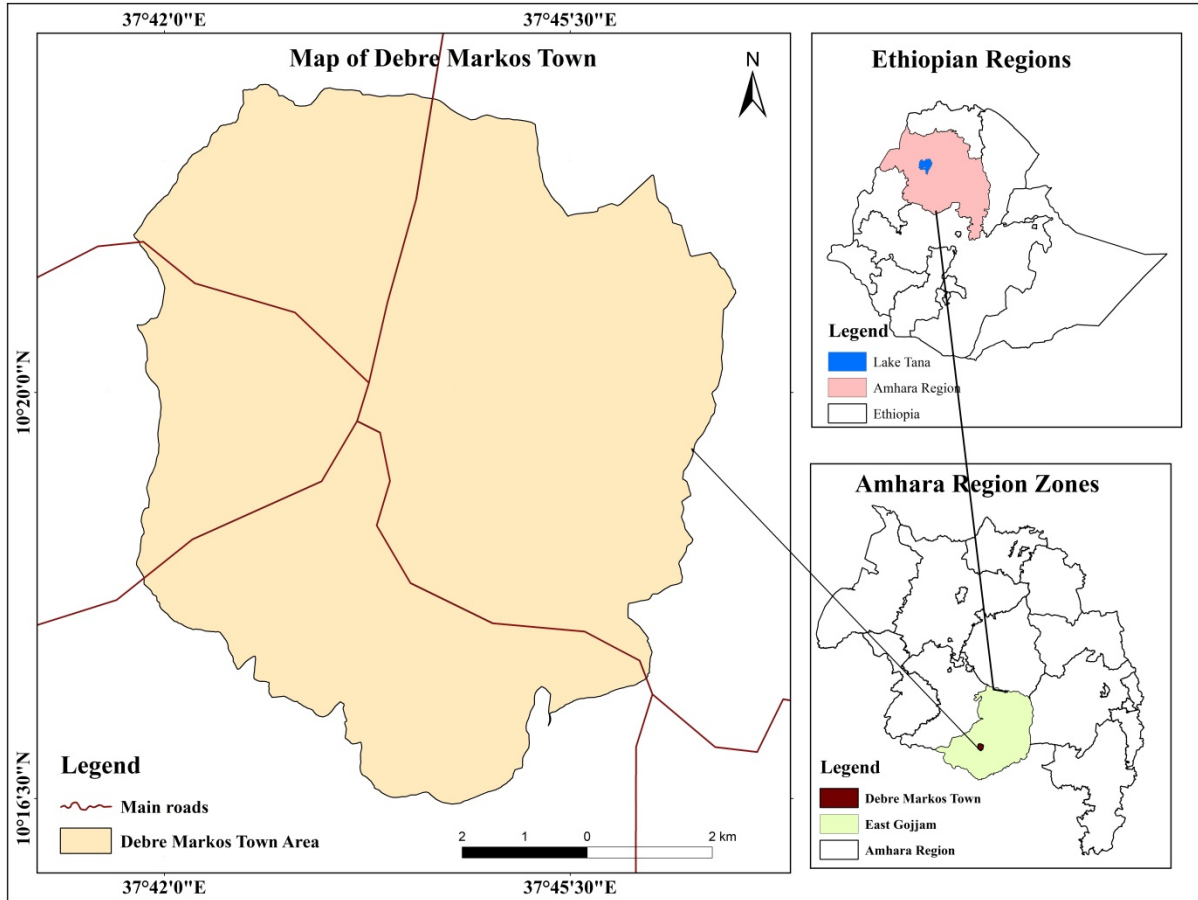 37°42'0"E
37°45'30"E
Map of Debre Markos Town
N
10°20'0"N
10°16'30"N
Legend
Main roads
Debre Markos Town Area
2 1 0 2 km
37°42'0"E
37°45'30"E
Ethiopian Regions
Legend
Lake Tana
Amhara Region
Ethiopia
Amhara Region Zones
Legend
Debre Markos Town
East Gojjam
Amhara Region